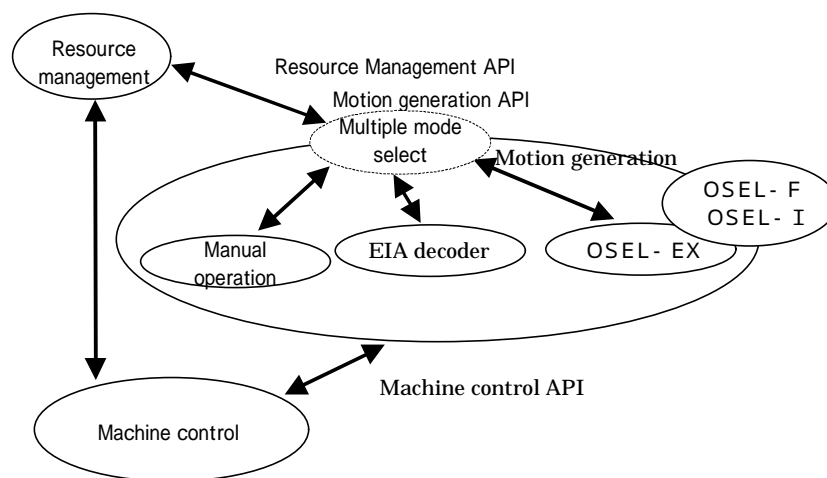 Resource
management
Resource Management API
Motion generation API
Multiple mode
select
Motion generation
OSEL- F
OSEL- I
Manual
operation
EIA decoder
OSEL- EX
Machine control API
Machine control